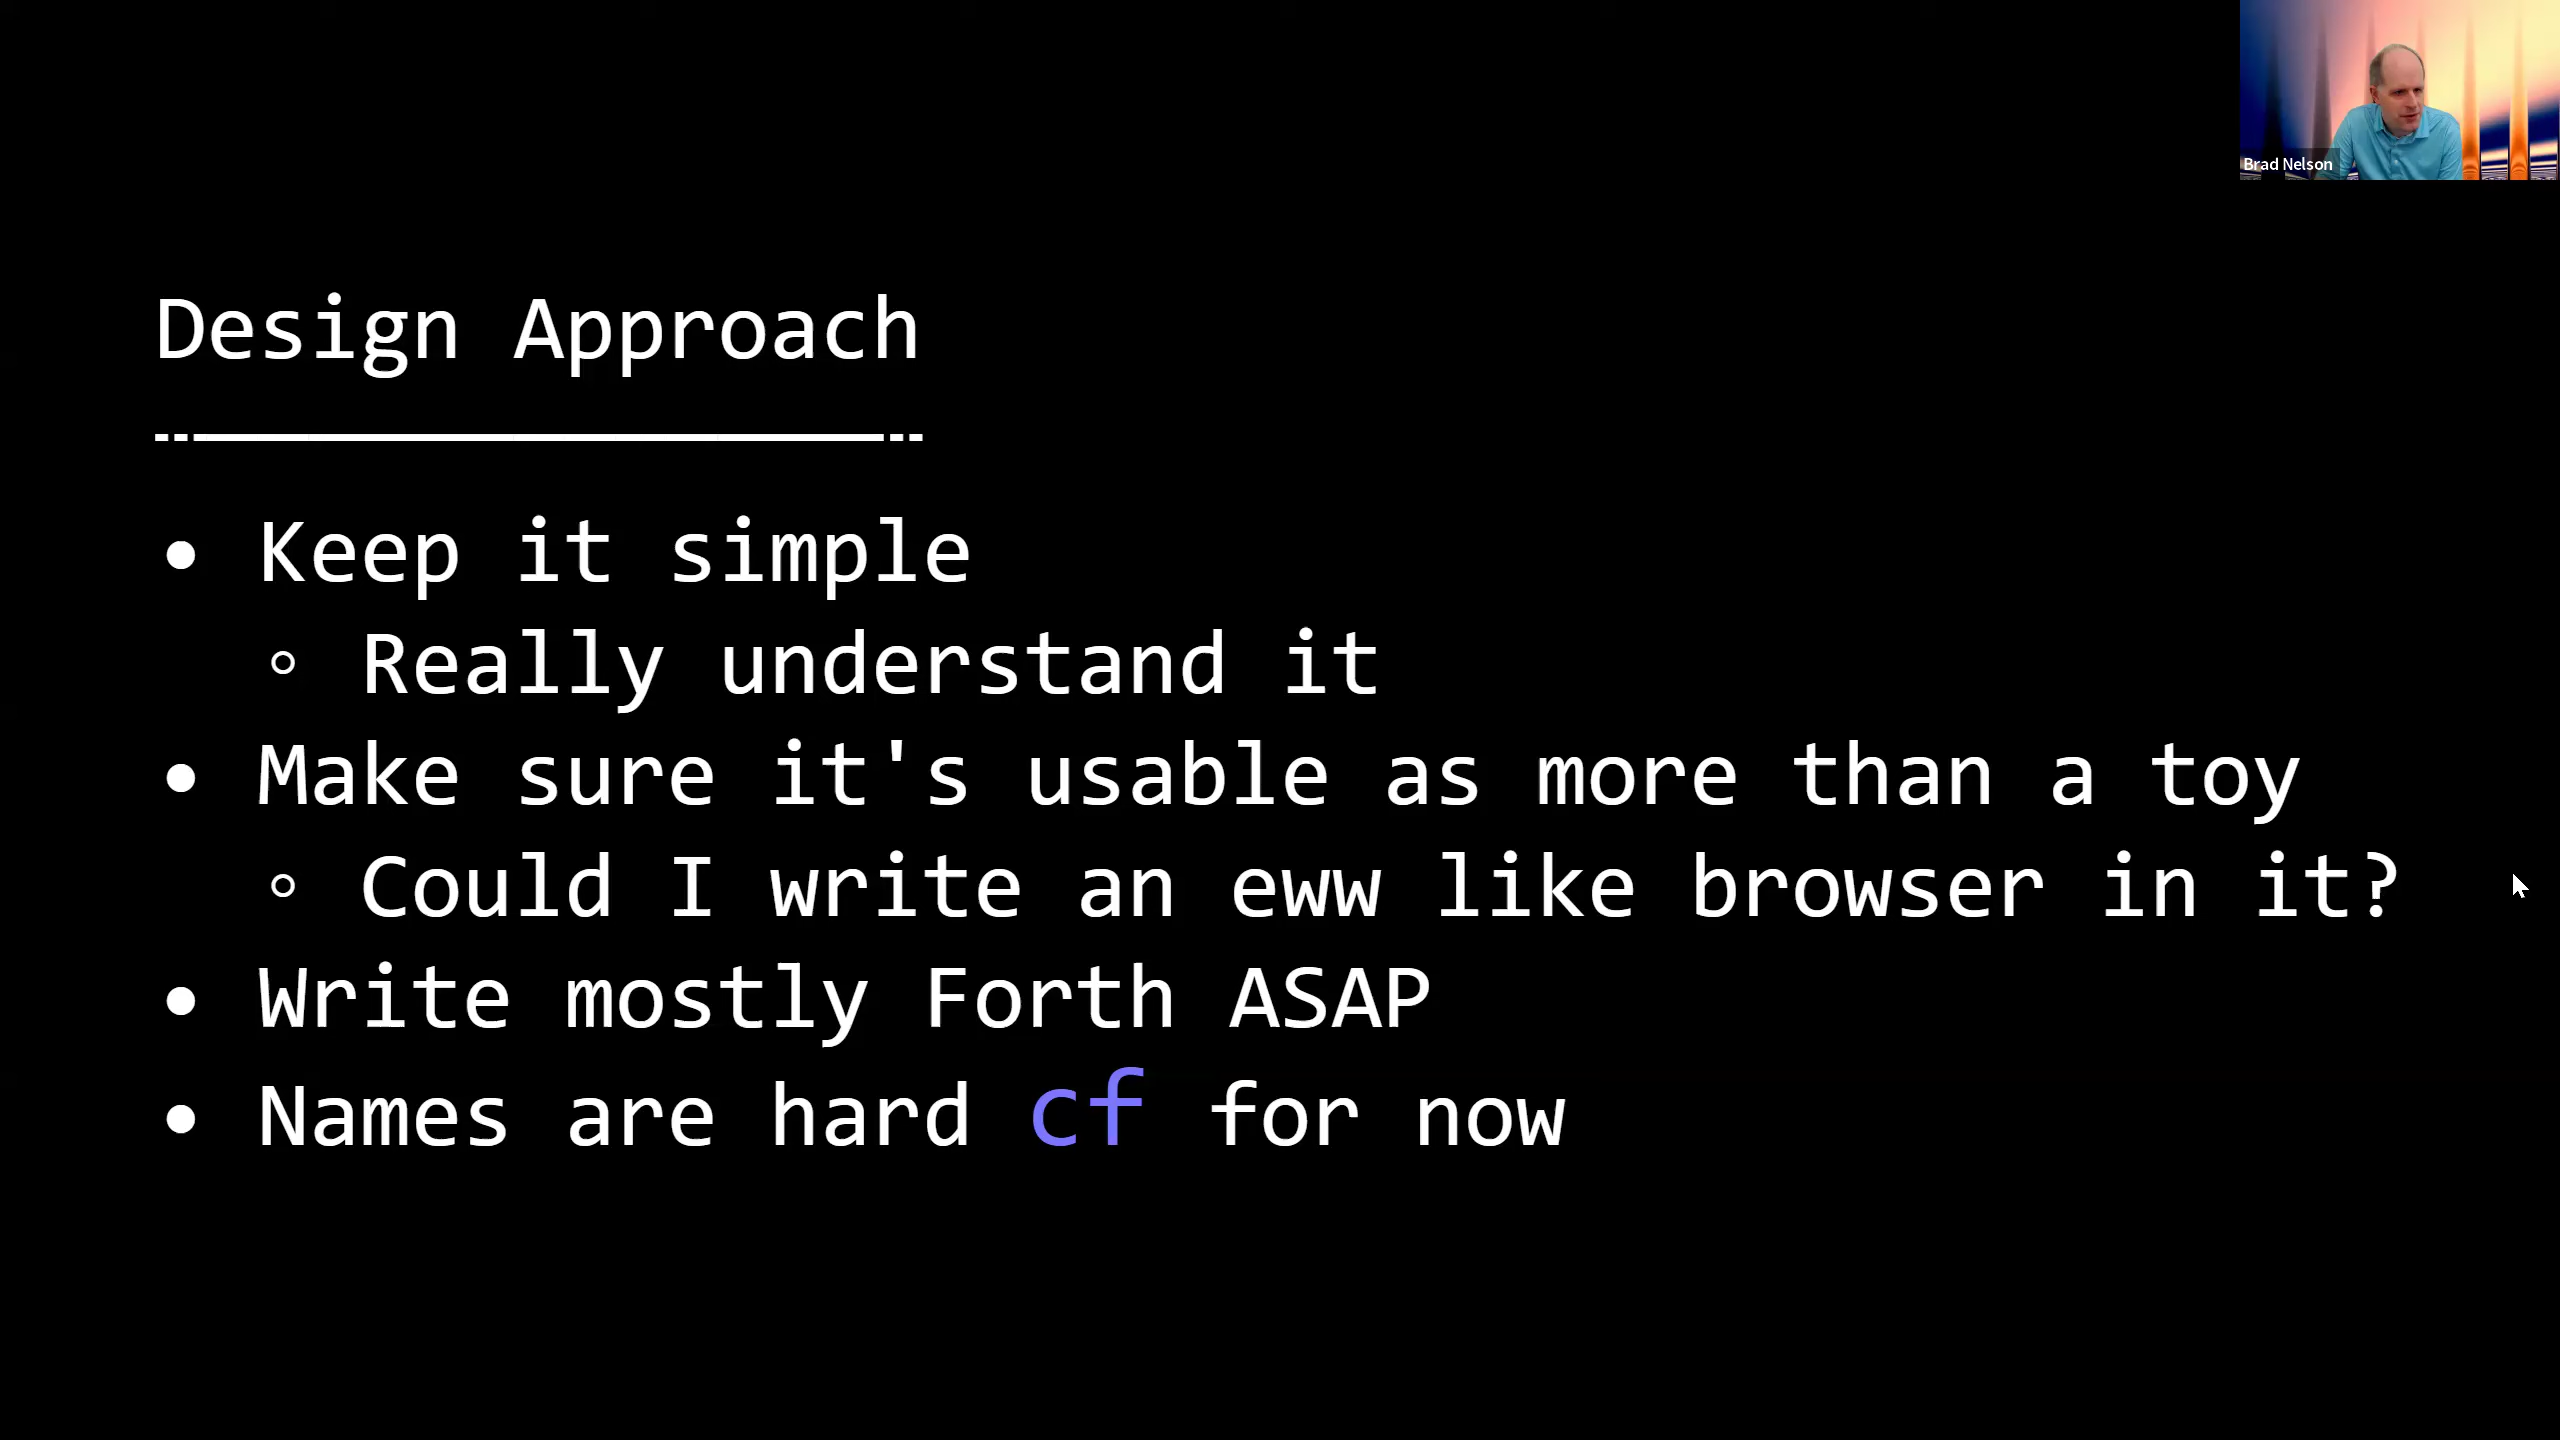 Brad Nelson
Design Approach
• Keep it simple
◦ Really understand it
• Make sure it's usable as more than a toy
◦ Could I write an eww like browser in it?
• Write mostly Forth ASAP
• Names are hard cf for now